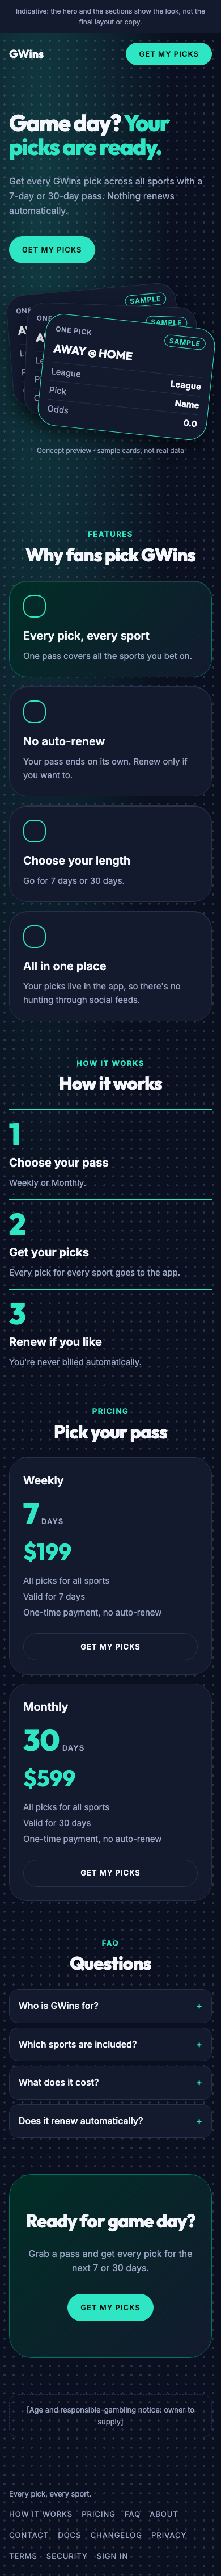 Indicative: the hero and the sections show the look, not the
final layout or copy.
GWins
GET MY PICKS
Game day? Your
picks are ready.
Get every GWins pick across all sports with a
7-day or 30-day pass. Nothing renews
automatically.
GET MY PICKS
SAMPLE
ONE
SAMPLE
ONE
ONE PICK
SAMPLE
AWAY @ HOME
League
League
Pick
Name
Odds
0.0
Concept preview · sample cards, not real data
FEATURES
Why fans pick GWins
Every pick, every sport
One pass covers all the sports you bet on.
No auto-renew
Your pass ends on its own. Renew only if
you want to.
Choose your length
Go for 7 days or 30 days.
All in one place
Your picks live in the app, so there's no
hunting through social feeds.
HOW IT WORKS
How it works
1
Choose your pass
Weekly or Monthly.
2
Get your picks
Every pick for every sport goes to the app.
3
Renew if you like
You're never billed automatically.
PRICING
Pick your pass
Weekly
7 DAYS
$199
All picks for all sports
Valid for 7 days
One-time payment, no auto-renew
GET MY PICKS
Monthly
30 DAYS
$599
All picks for all sports
Valid for 30 days
One-time payment, no auto-renew
GET MY PICKS
FAQ
Questions
Who is GWins for? +
Which sports are included? +
What does it cost? +
Does it renew automatically? +
Ready for game day?
Grab a pass and get every pick for the
next 7 or 30 days.
GET MY PICKS
[Age and responsible-gambling notice: owner to
supply]
Every pick, every sport.
HOW IT WORKS PRICING FAQ ABOUT
CONTACT DOCS CHANGELOG PRIVACY
TERMS SECURITY SIGN IN